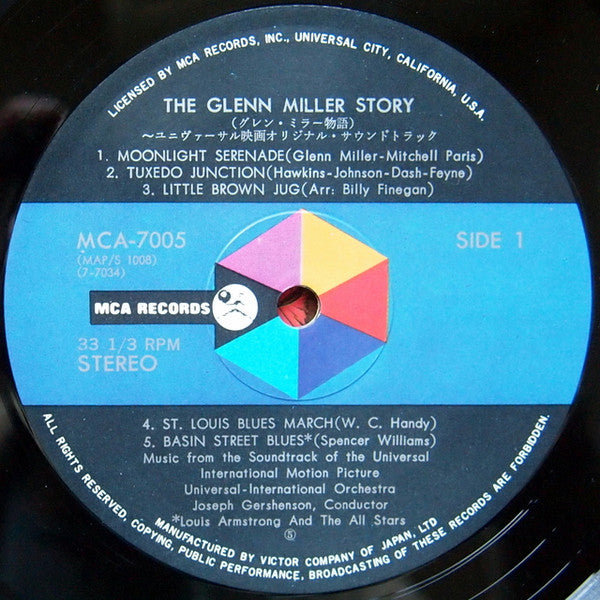 LICENSED BY MCA RECORDS, INC., UNIVERSAL CITY, CALIFORNIA, U.S.A.
THE GLENN MILLER STORY
(グレン・ミラー物語)
〜ユニヴァーサル映画オリジナル・サウンドトラック
1. MOONLIGHT SERENADE(Glenn Miller-Mitchell Paris)
2. TUXEDO JUNCTION(Hawkins-Johnson-Dash-Feyne)
3. LITTLE BROWN JUG(Arr: Billy Finegan)
MCA-7005
SIDE 1
(MAP/S 1008)
(7-7034)
MCA RECORDS
33 1/3 RPM
STEREO
4. ST. LOUIS BLUES MARCH(W. C. Handy)
5. BASIN STREET BLUES*(Spencer Williams)
Music from the Soundtrack of the Universal
International Motion Picture
Universal-International Orchestra
Joseph Gershenson, Conductor
*Louis Armstrong And The All Stars
Ⓢ
MANUFACTURED BY VICTOR COMPANY OF JAPAN, LTD
ALL RIGHTS RESERVED, COPYING, PUBLIC PERFORMANCE, BROADCASTING OF THESE RECORDS ARE FORBIDDEN.